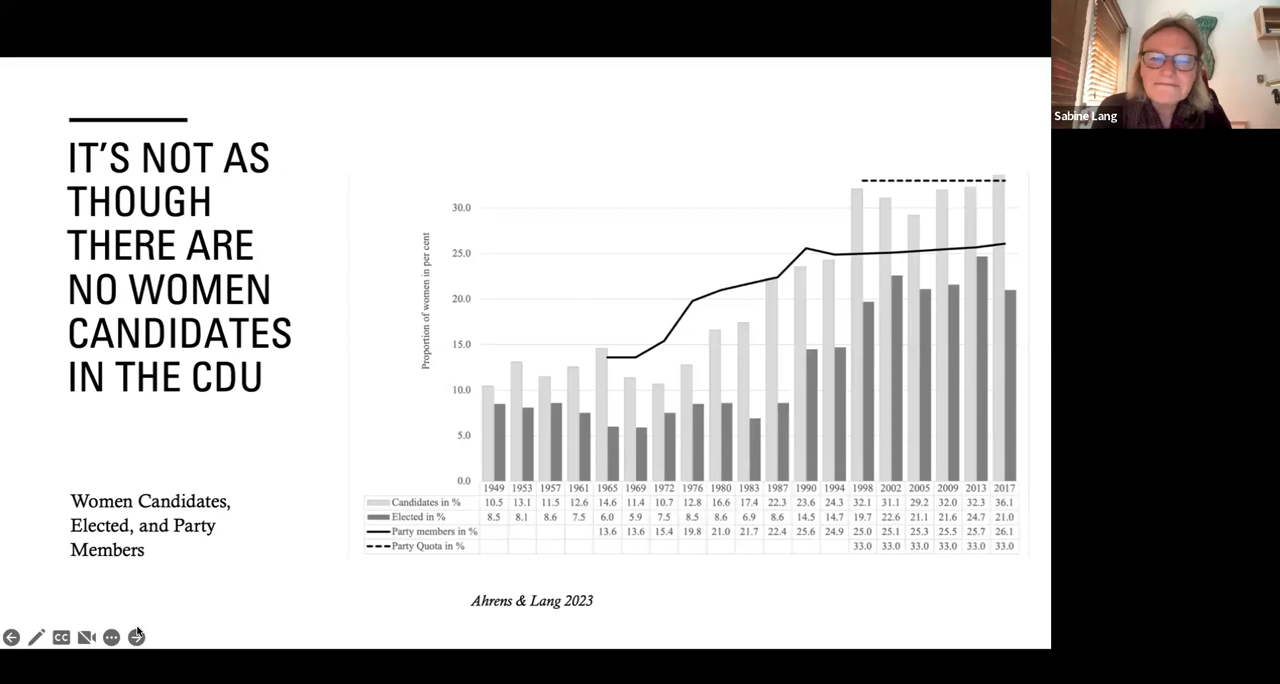 IT'S NOT AS
THOUGH
THERE ARE
NO WOMEN
CANDIDATES
IN THE CDU
Women Candidates,
Elected, and Party
Members
Proportion of women in per cent
30.0
25.0
20.0
15.0
10.0
5.0
0.0
1949 1953 1957 1961 1965 1969 1972 1976 1980 1983 1987 1990 1994 1998 2002 2005 2009 2013 2017
Candidates in % 10.5 13.1 11.5 12.6 14.6 11.4 10.7 12.8 16.6 17.4 22.3 23.6 24.3 32.1 31.1 29.2 32.0 32.3 36.1
Elected in % 8.5 8.1 8.6 7.5 6.0 5.9 7.5 8.5 8.6 6.9 8.6 14.5 14.7 19.7 22.6 21.1 21.6 24.7 21.0
Party members in % 13.6 13.6 15.4 19.8 21.0 21.7 22.4 25.6 24.9 25.0 25.1 25.3 25.5 25.7 26.1
Party Quota in % 33.0 33.0 33.0 33.0 33.0 33.0
Ahrens & Lang 2023
CC
Sabine Lang